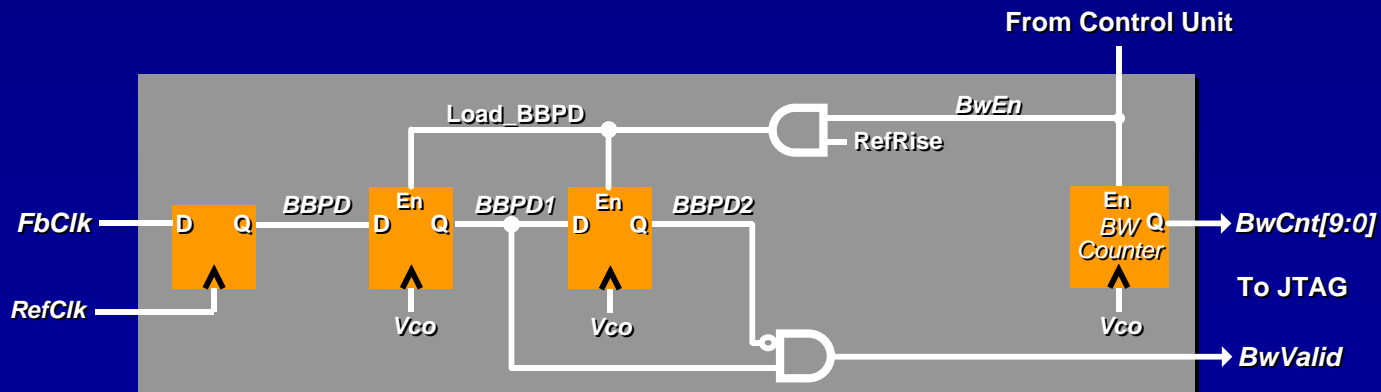 From Control Unit
Load_BBPD
BwEn
RefRise
FbClk
D
Q
BBPD
En
D
Q
BBPD1
En
D
Q
BBPD2
En
BW
Counter
Q
BwCnt[9:0]
To JTAG
RefClk
Vco
Vco
Vco
BwValid